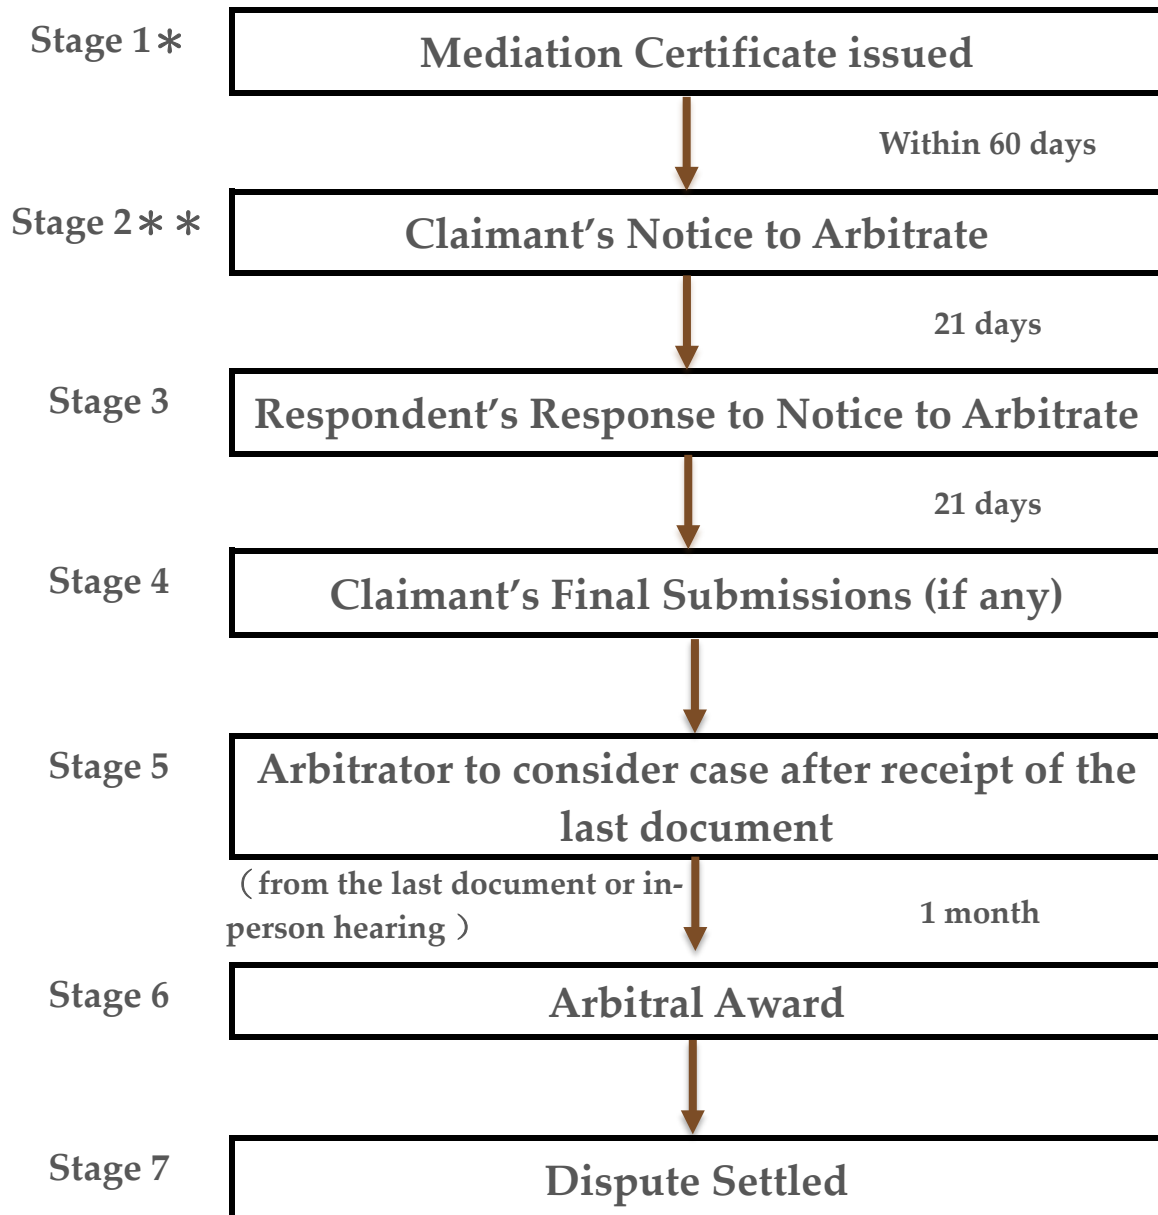 Stage 1＊
Mediation Certificate issued
Within 60 days
Stage 2＊＊
Claimant’s Notice to Arbitrate
21 days
Stage 3
Respondent’s Response to Notice to Arbitrate
21 days
Stage 4
Claimant’s Final Submissions (if any)
Stage 5
Arbitrator to consider case after receipt of the
last document
（from the last document or in-
person hearing ）
1 month
Stage 6
Arbitral Award
Stage 7
Dispute Settled